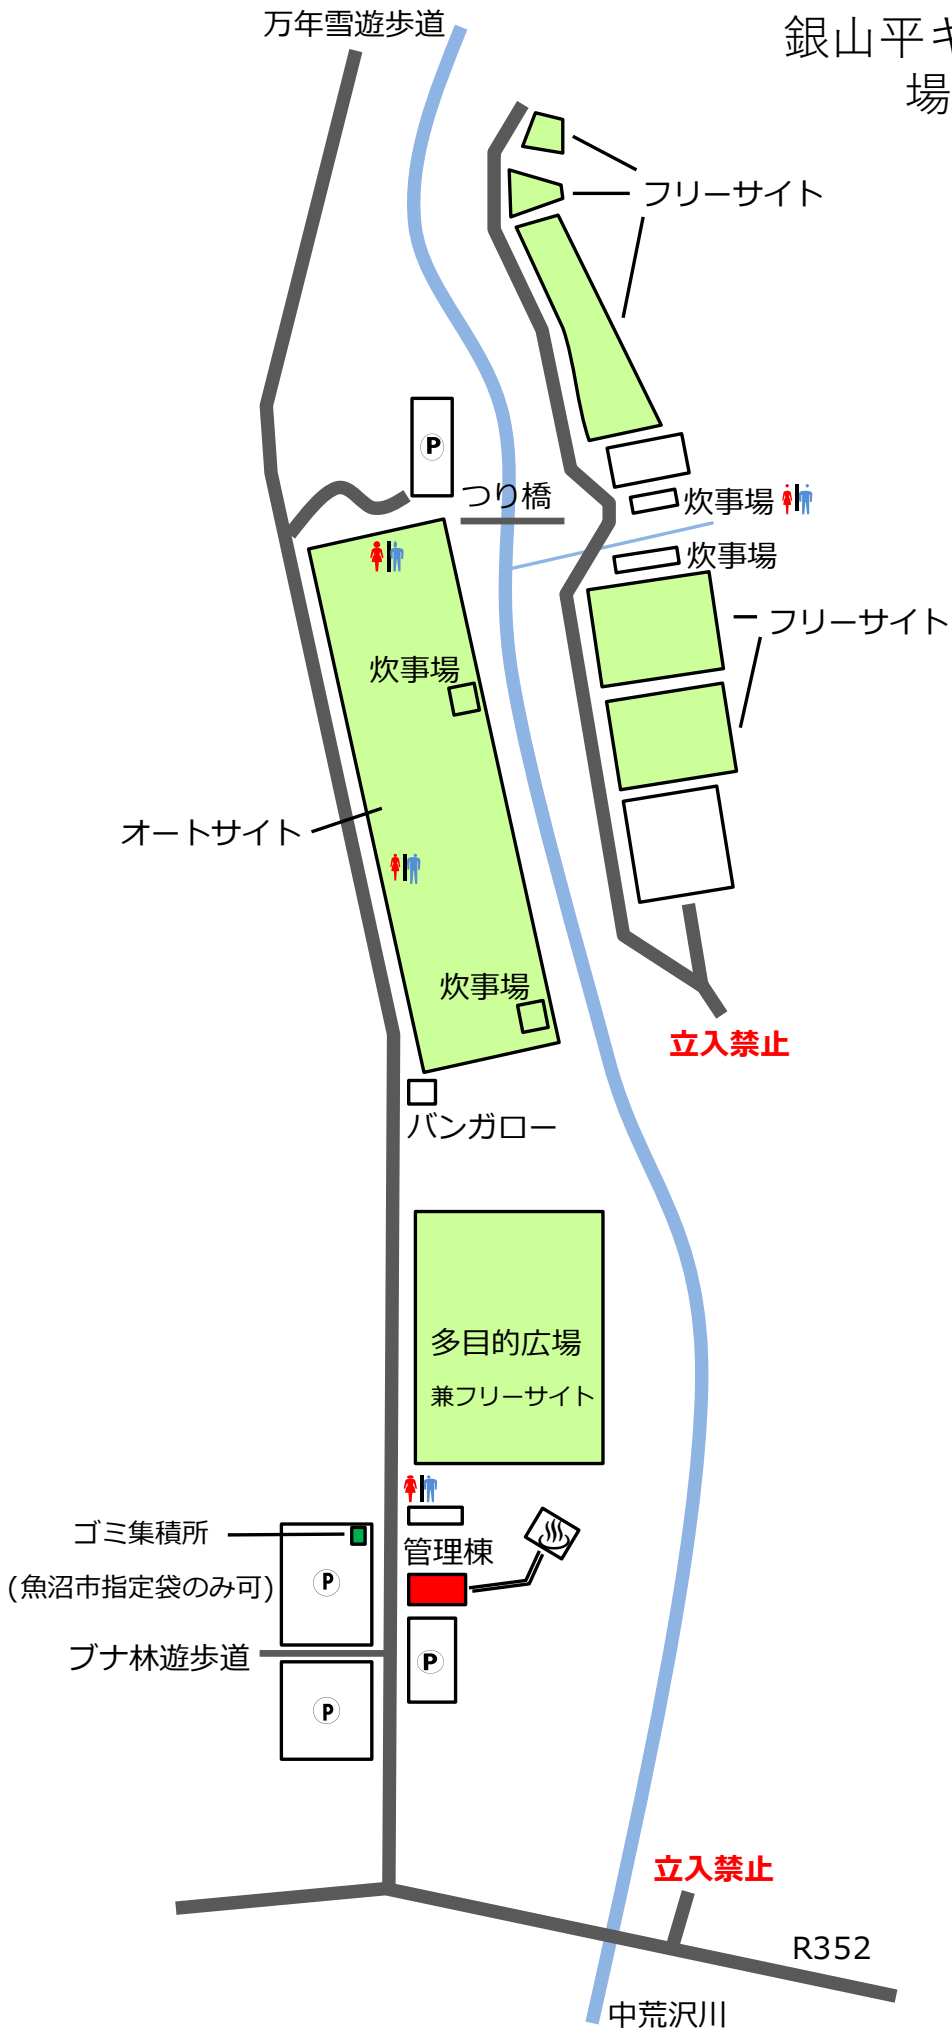 万年雪遊歩道
銀山平キ
場
フリーサイト
P
つり橋
炊事場
炊事場
フリーサイト
炊事場
オートサイト
炊事場
立入禁止
バンガロー
多目的広場
兼フリーサイト
ゴミ集積所
管理棟
(魚沼市指定袋のみ可)
P
ブナ林遊歩道
P
P
立入禁止
R352
中荒沢川